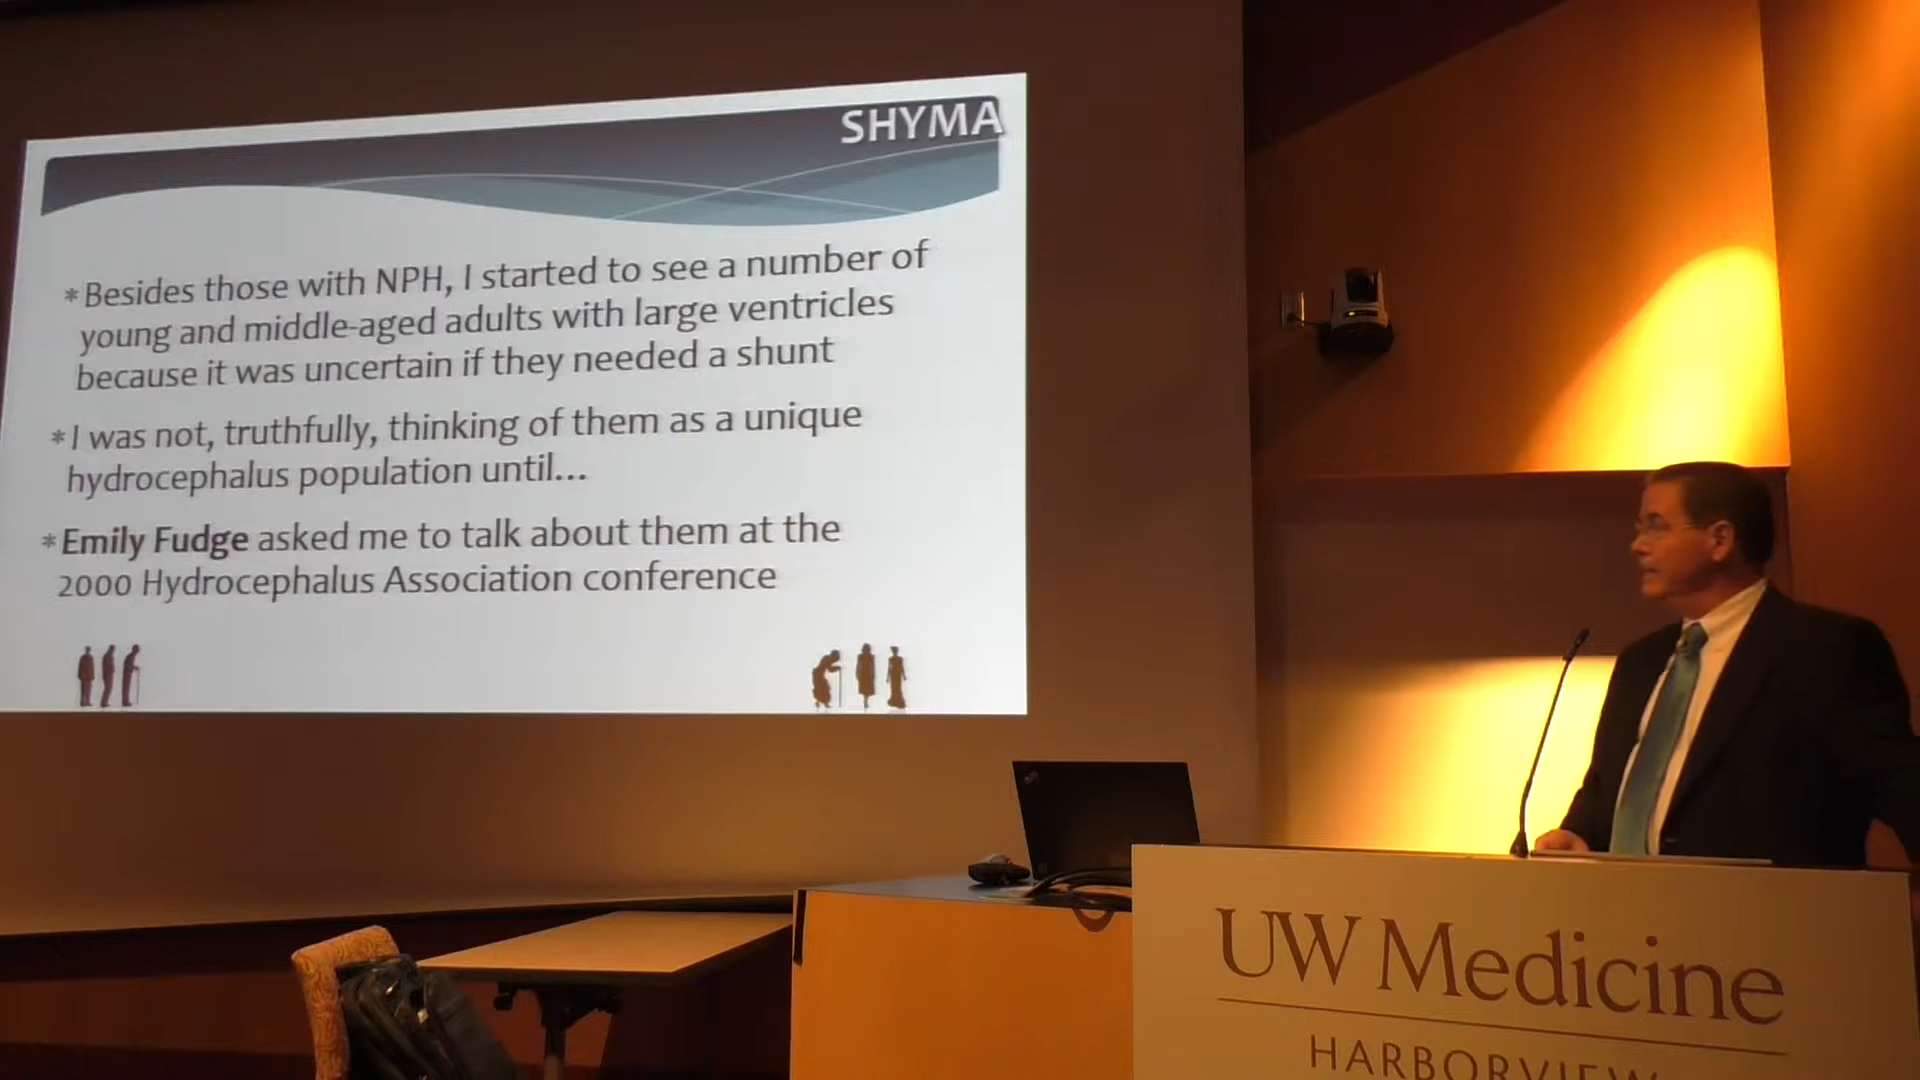 SHYMA
* Besides those with NPH, I started to see a number of
young and middle-aged adults with large ventricles
because it was uncertain if they needed a shunt
* I was not, truthfully, thinking of them as a unique
hydrocephalus population until...
* Emily Fudge asked me to talk about them at the
2000 Hydrocephalus Association conference
UW Medicine
HARBORVIEW